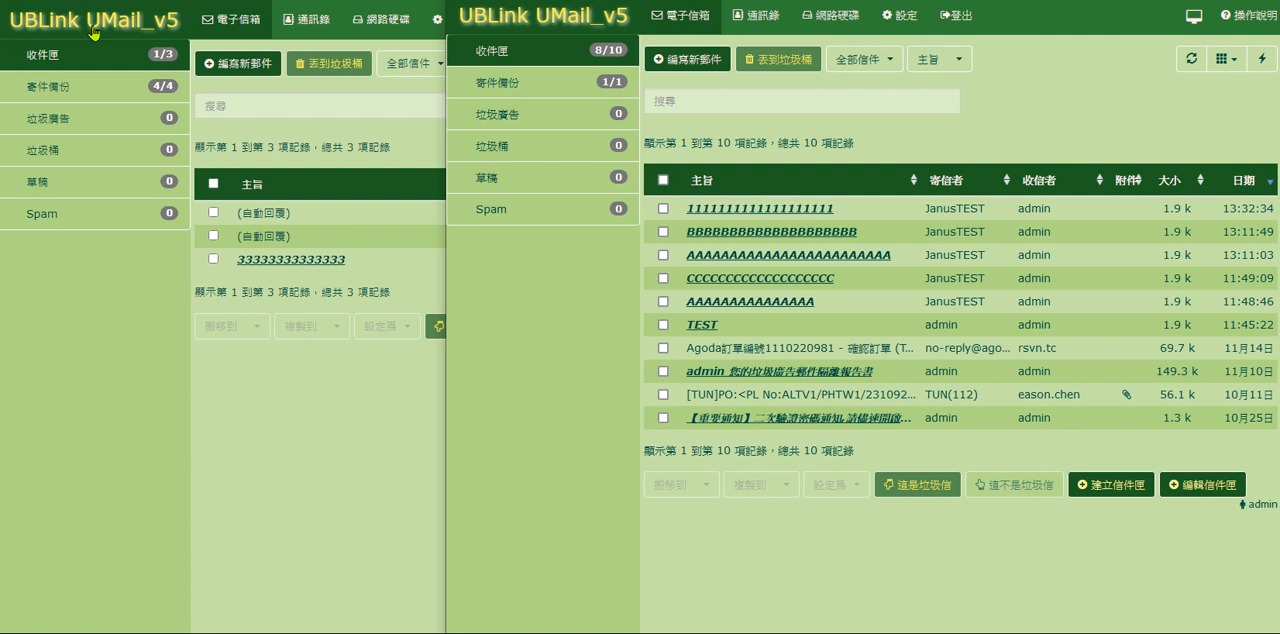 UBLink UMail_v5
電子信箱
通訊錄
網路硬碟
收件匣 1/3
寄件備份 4/4
垃圾廣告 0
垃圾桶 0
草稿 0
Spam 0
編寫新郵件
丟到垃圾桶
全部信件
搜尋
顯示第 1 到第 3 項記錄，總共 3 項記錄
主旨
(自動回覆)
(自動回覆)
33333333333333
顯示第 1 到第 3 項記錄，總共 3 項記錄
搬移到
複製到
設定為
UBLink UMail_v5
電子信箱
通訊錄
網路硬碟
設定
登出
操作說明
收件匣 8/10
寄件備份 1/1
垃圾廣告 0
垃圾桶 0
草稿 0
Spam 0
編寫新郵件
丟到垃圾桶
全部信件
主旨
搜尋
顯示第 1 到第 10 項記錄，總共 10 項記錄
主旨 寄信者 收信者 附件 大小 日期
1111111111111111111 JanusTEST admin 1.9 k 13:32:34
BBBBBBBBBBBBBBBBBBBB JanusTEST admin 1.9 k 13:11:49
AAAAAAAAAAAAAAAAAAAAAAAA JanusTEST admin 1.9 k 13:11:03
CCCCCCCCCCCCCCCCCCC JanusTEST admin 1.9 k 11:49:09
AAAAAAAAAAAAAAA JanusTEST admin 1.9 k 11:48:46
TEST admin admin 1.9 k 11:45:22
Agoda訂單編號1110220981 - 確認訂單 (T... no-reply@ago... rsvn.tc 69.7 k 11月14日
admin 您的垃圾廣告郵件隔離報告書 admin admin 149.3 k 11月10日
[TUN]PO:<PL No:ALTV1/PHTW1/231092... TUN(112) eason.chen 56.1 k 10月11日
【重要通知】二次驗證密碼通知,請儘速開啟... admin admin 1.3 k 10月25日
顯示第 1 到第 10 項記錄，總共 10 項記錄
搬移到
複製到
設定為
這是垃圾信
這不是垃圾信
建立信件匣
編輯信件匣
admin